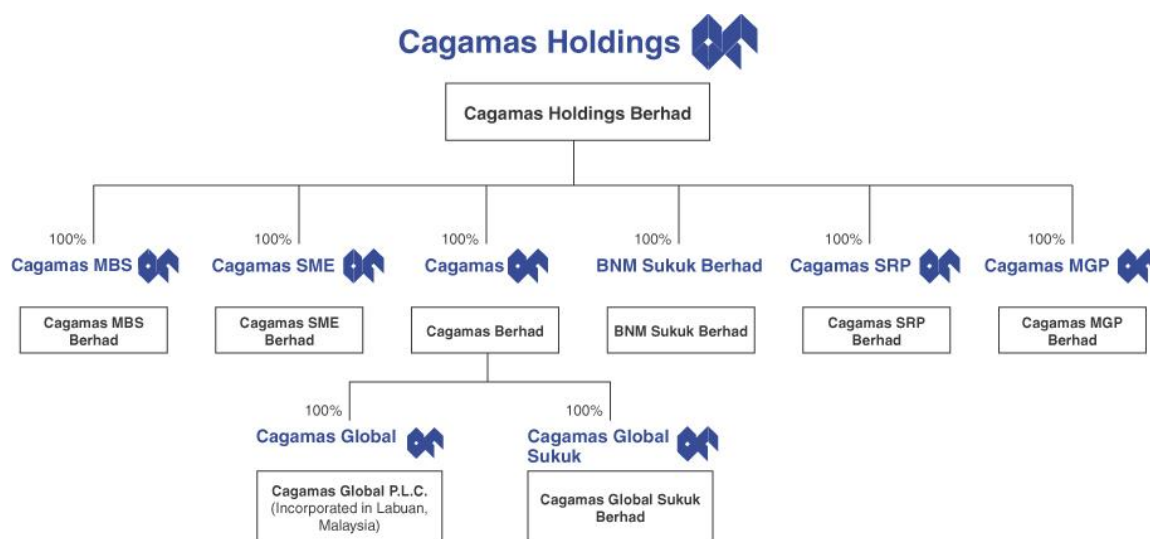 Cagamas Holdings
Cagamas Holdings Berhad
100%
100%
100%
100%
100%
100%
Cagamas MBS
Cagamas SME
Cagamas
BNM Sukuk Berhad
Cagamas SRP
Cagamas MGP
Cagamas MBS
Berhad
Cagamas SME
Berhad
Cagamas Berhad
BNM Sukuk Berhad
Cagamas SRP
Berhad
Cagamas MGP
Berhad
100%
100%
Cagamas Global
Cagamas Global
Sukuk
Cagamas Global P.L.C.
(Incorporated in Labuan,
Malaysia)
Cagamas Global Sukuk
Berhad